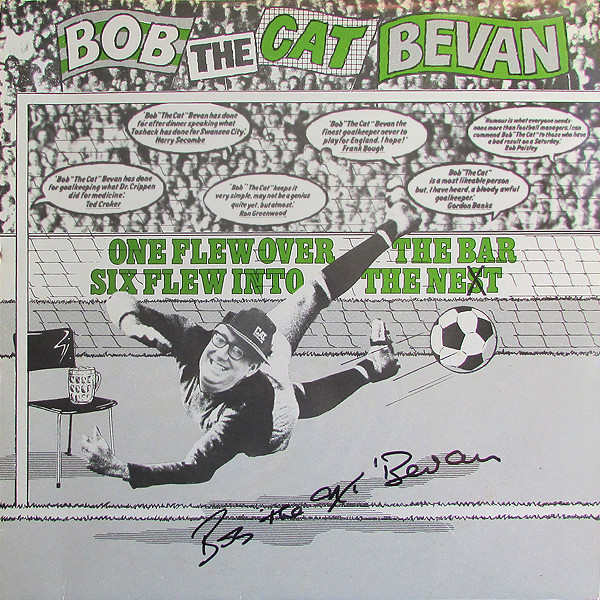 BOB THE CAT BEVAN
'Bob "The Cat" Bevan has done
for after dinner speaking what
Toshack has done for Swansea City.'
Harry Secombe
'Bob "The Cat" Bevan the
finest goalkeeper never to
play for England. I hope!'
Frank Bough
'Humour is what everyone needs
none more than football managers. I can
commend Bob "The Cat" to those who have
a bad result on a Saturday.'
Bob Paisley
'Bob "The Cat" Bevan has done
for goalkeeping what Dr. Crippen
did for medicine'.
Ted Croker
'Bob "The Cat" keeps it
very simple, may not be a genius
quite yet, but almost.'
Ron Greenwood
'Bob "The Cat"
is a most likeable person
but, I have heard, a bloody awful
goalkeeper.'
Gordon Banks
ONE FLEW OVER THE BAR
SIX FLEW INTO THE NEXT
CAT
Bob the cat Bevan